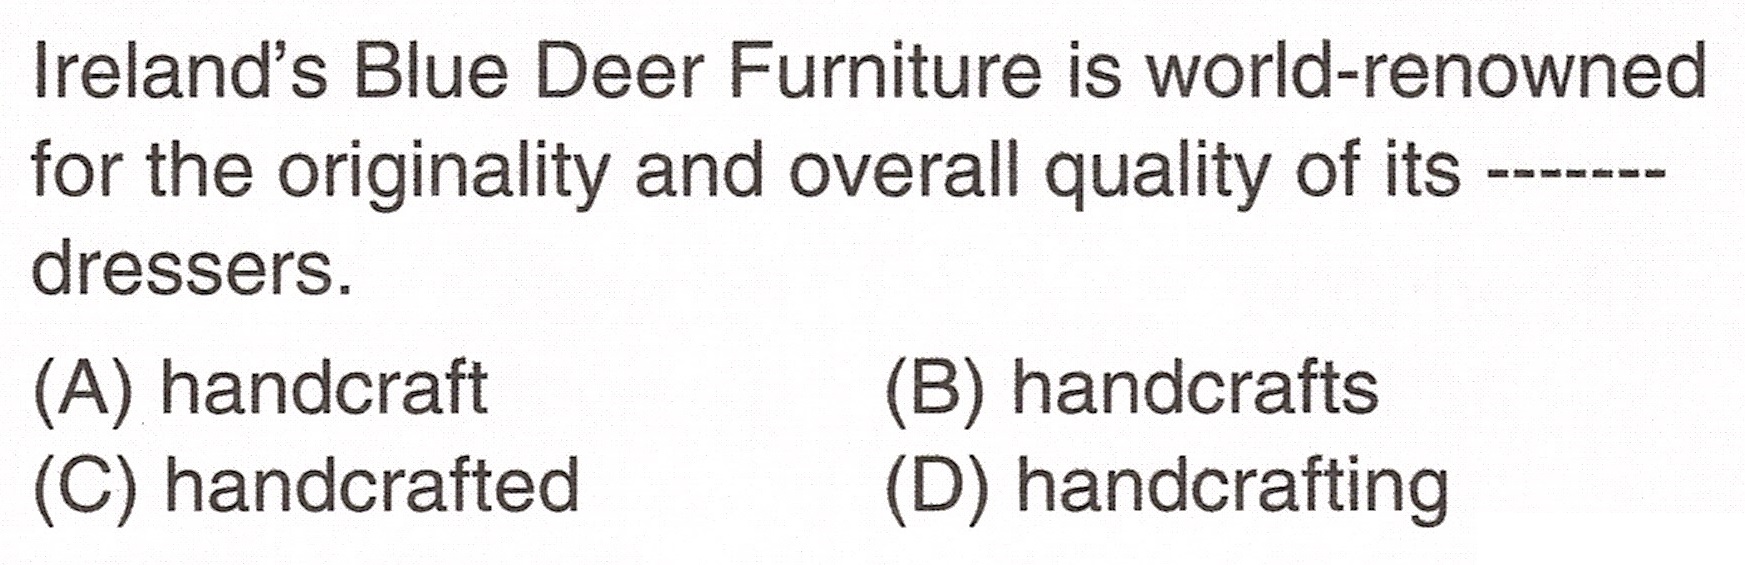 Ireland's Blue Deer Furniture is world-renowned
for the originality and overall quality of its -------
dressers.
(A) handcraft (B) handcrafts
(C) handcrafted (D) handcrafting